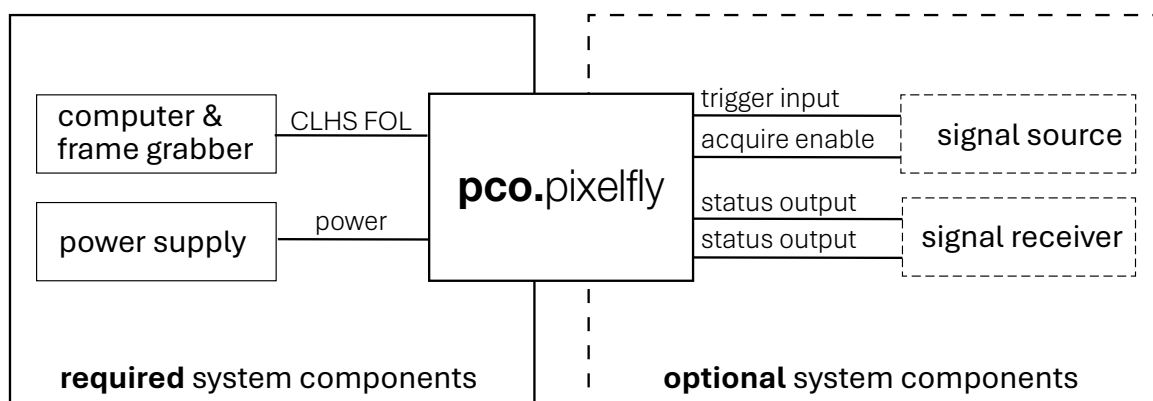 computer &
frame grabber
CLHS FOL
power supply
power
pco.pixelfly
trigger input
acquire enable
signal source
status output
status output
signal receiver
required system components
optional system components